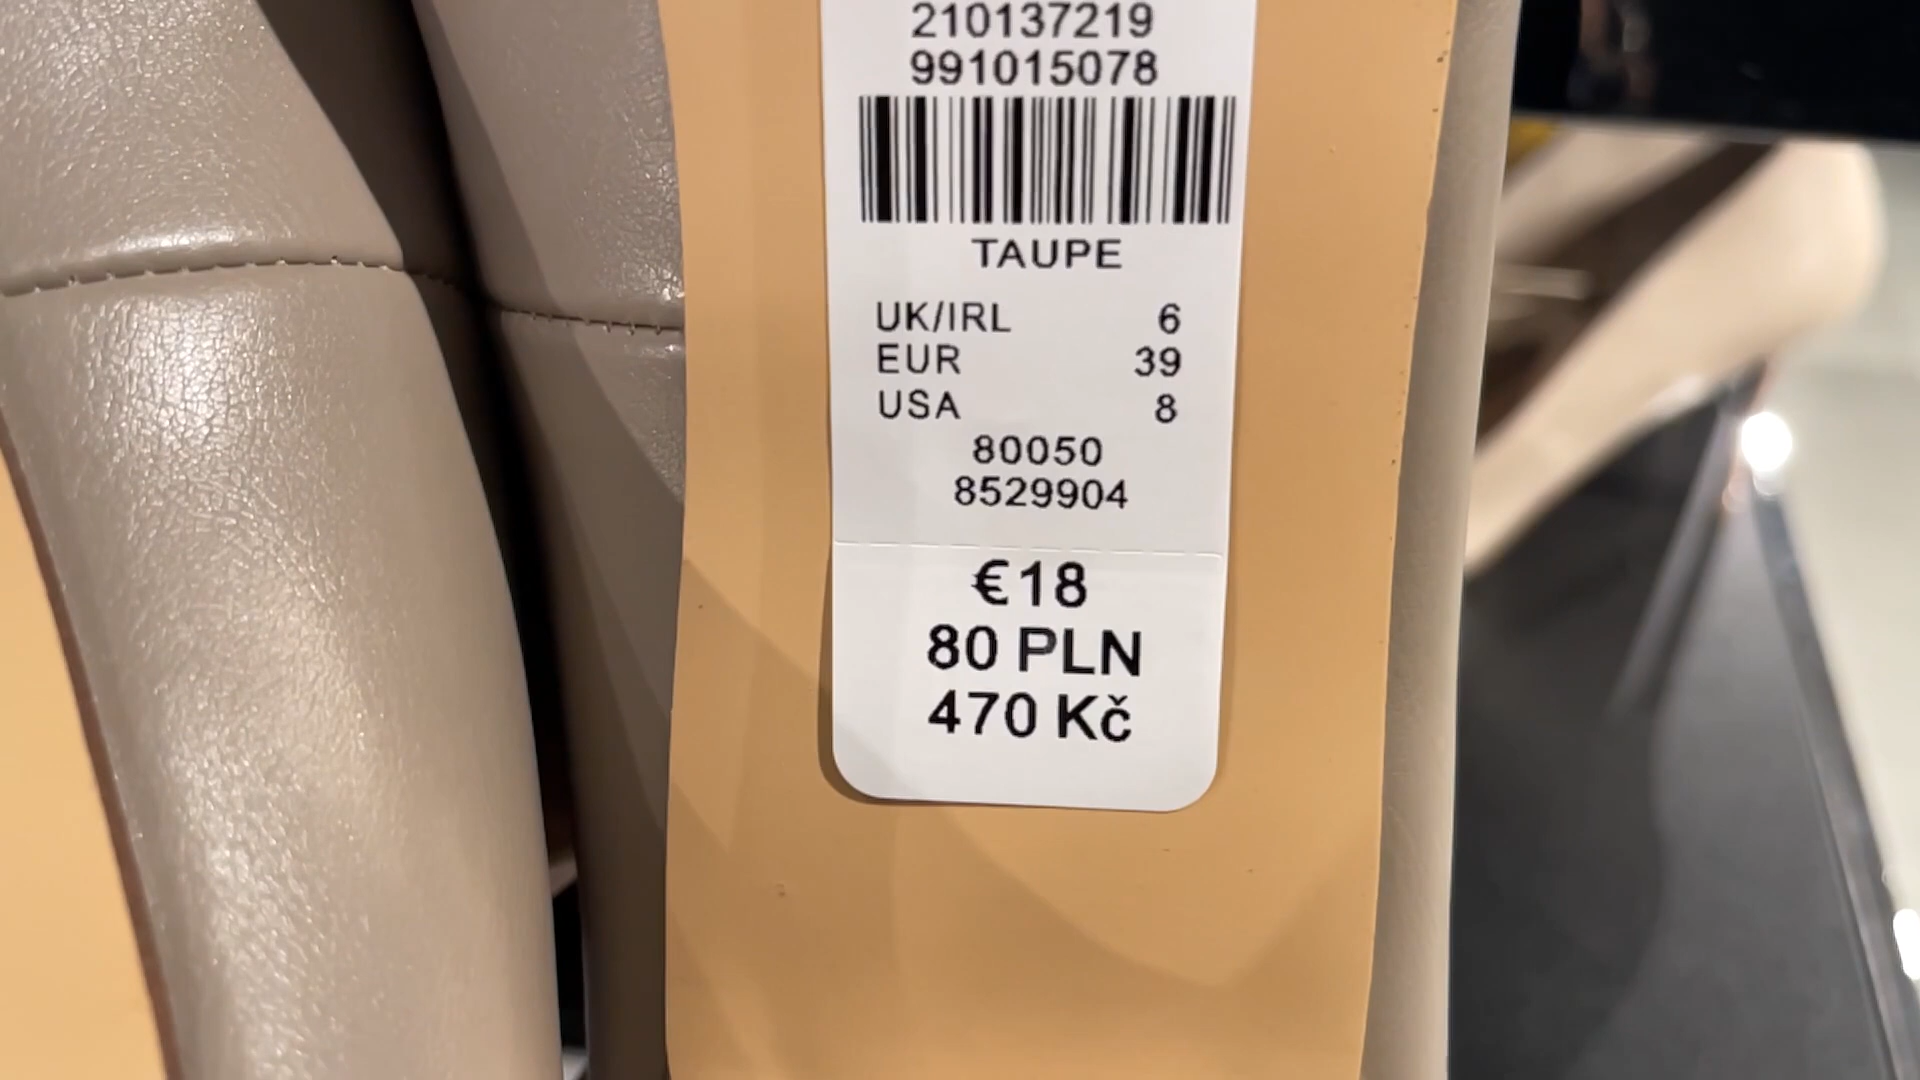 210137219
991015078
TAUPE
UK/IRL 6
EUR 39
USA 8
80050
8529904
€18
80 PLN
470 Kč